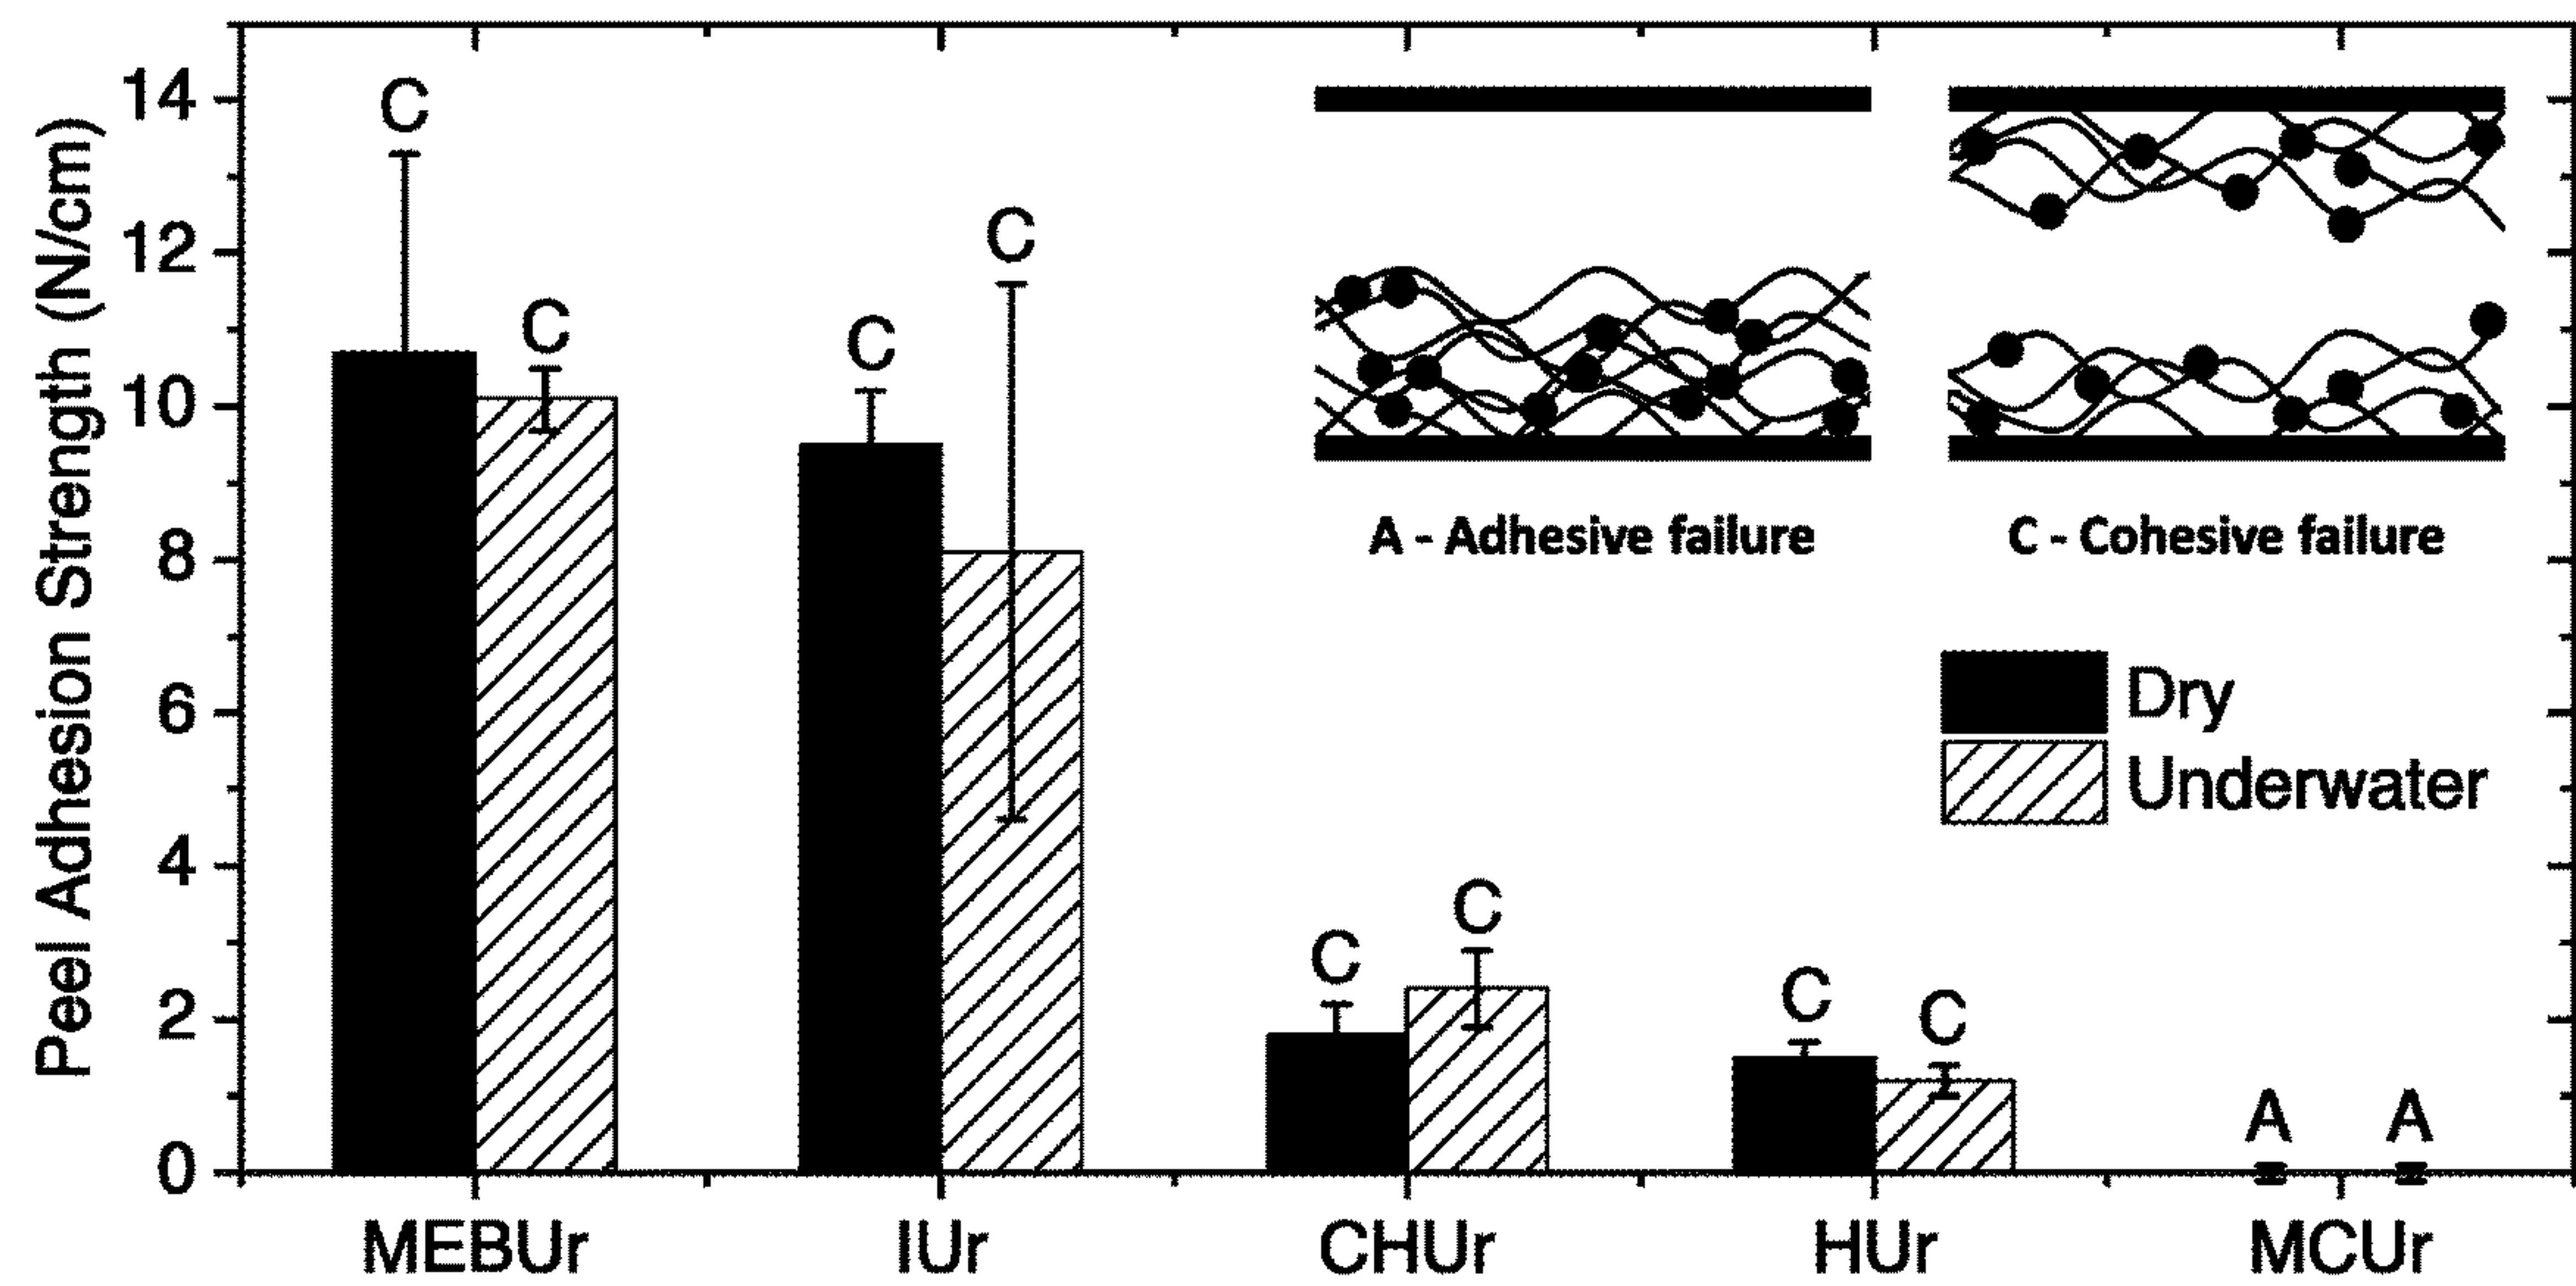 Peel Adhesion Strength (N/cm)
14
12
10
8
6
4
2
0
C
C
C
C
C
C
C
C
A
A
A - Adhesive failure
C - Cohesive failure
Dry
Underwater
MEBUr
IUr
CHUr
HUr
MCUr